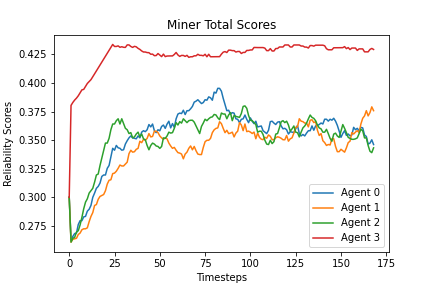 Miner Total Scores
Reliability Scores
0.425
0.400
0.375
0.350
0.325
0.300
0.275
0
25
50
75
100
125
150
175
Timesteps
Agent 0
Agent 1
Agent 2
Agent 3